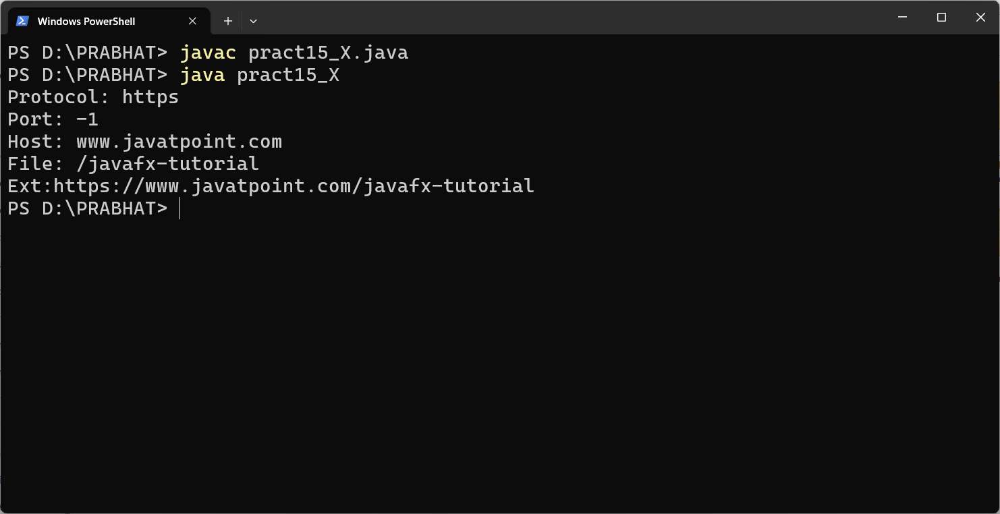 Windows PowerShell
PS D:\PRABHAT> javac pract15_X.java
PS D:\PRABHAT> java pract15_X
Protocol: https
Port: -1
Host: www.javatpoint.com
File: /javafx-tutorial
Ext:https://www.javatpoint.com/javafx-tutorial
PS D:\PRABHAT>